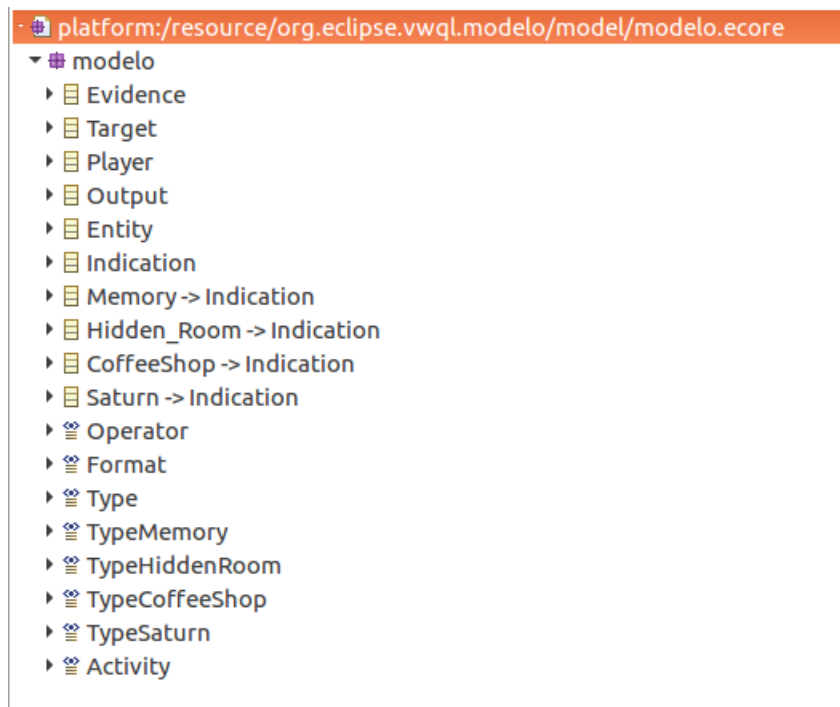 platform:/resource/org.eclipse.vwql.modelo/model/modelo.ecore
modelo
Evidence
Target
Player
Output
Entity
Indication
Memory -> Indication
Hidden_Room -> Indication
CoffeeShop -> Indication
Saturn -> Indication
Operator
Format
Type
TypeMemory
TypeHiddenRoom
TypeCoffeeShop
TypeSaturn
Activity